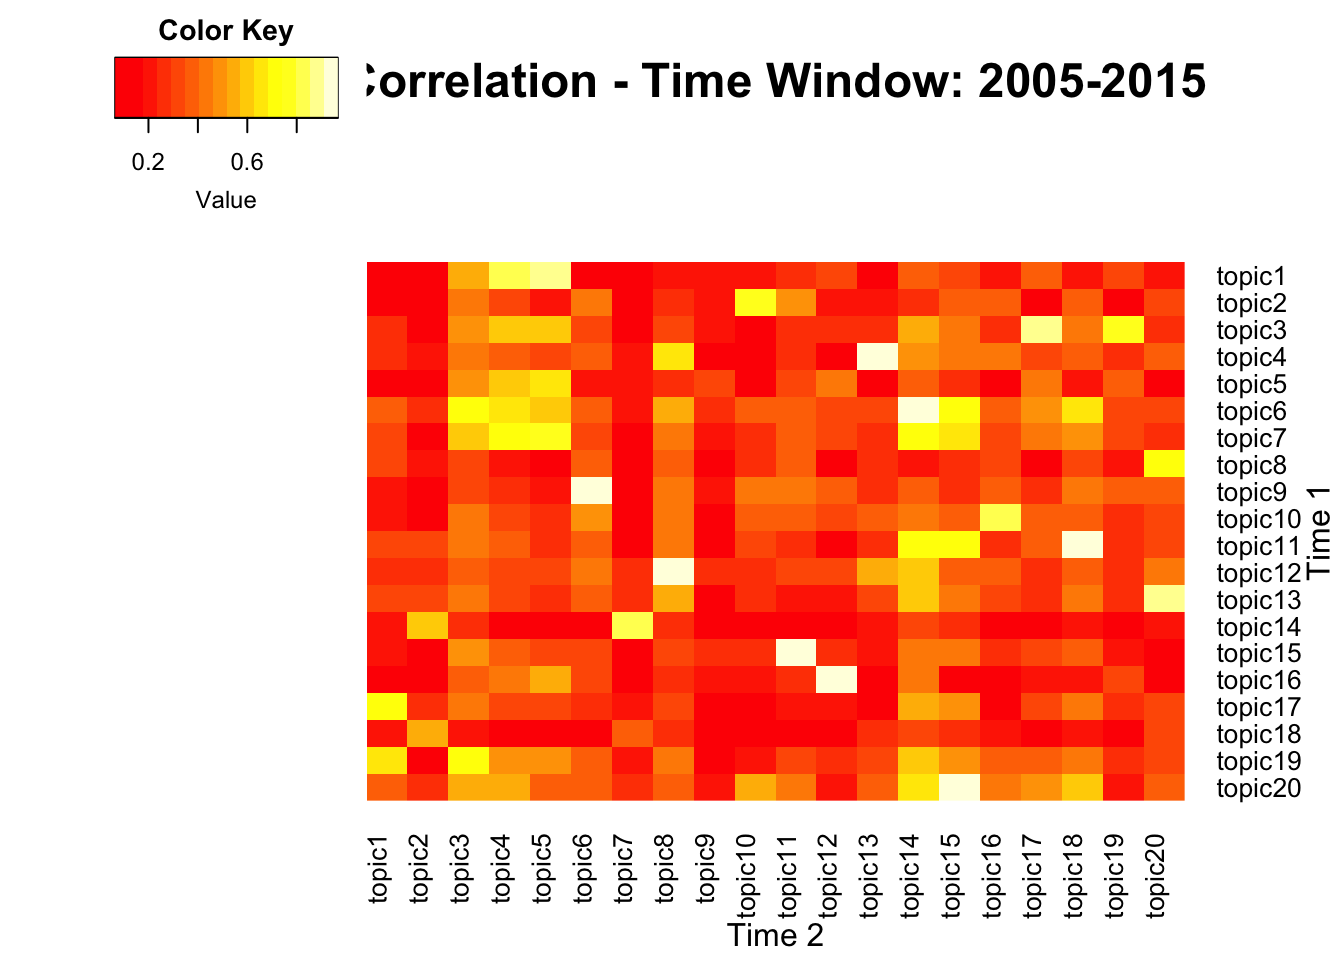 Color Key
0.2
0.6
Value
Correlation - Time Window: 2005-2015
topic1
topic2
topic3
topic4
topic5
topic6
topic7
topic8
topic9
topic10
topic11
topic12
topic13
topic14
topic15
topic16
topic17
topic18
topic19
topic20
Time 1
topic1
topic2
topic3
topic4
topic5
topic6
topic7
topic8
topic9
topic10
topic11
topic12
topic13
topic14
topic15
topic16
topic17
topic18
topic19
topic20
Time 2